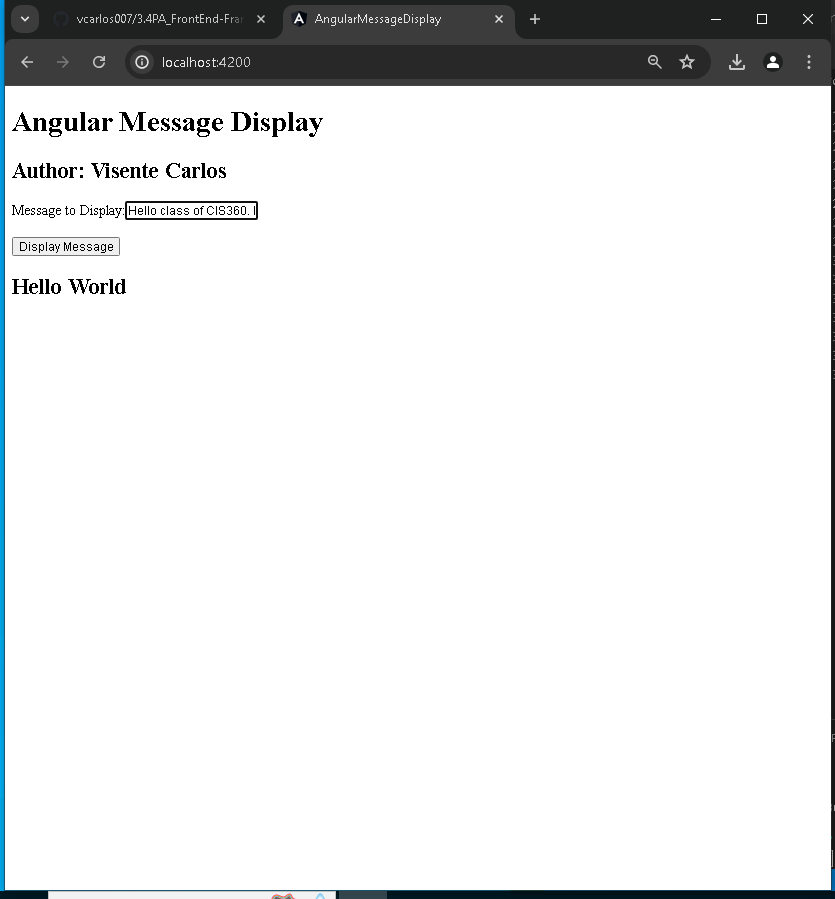 vcarlos007/3.4PA_FrontEnd-Fra
AngularMessageDisplay
localhost:4200
Angular Message Display
Author: Visente Carlos
Message to Display: Hello class of CIS360. I
Display Message
Hello World